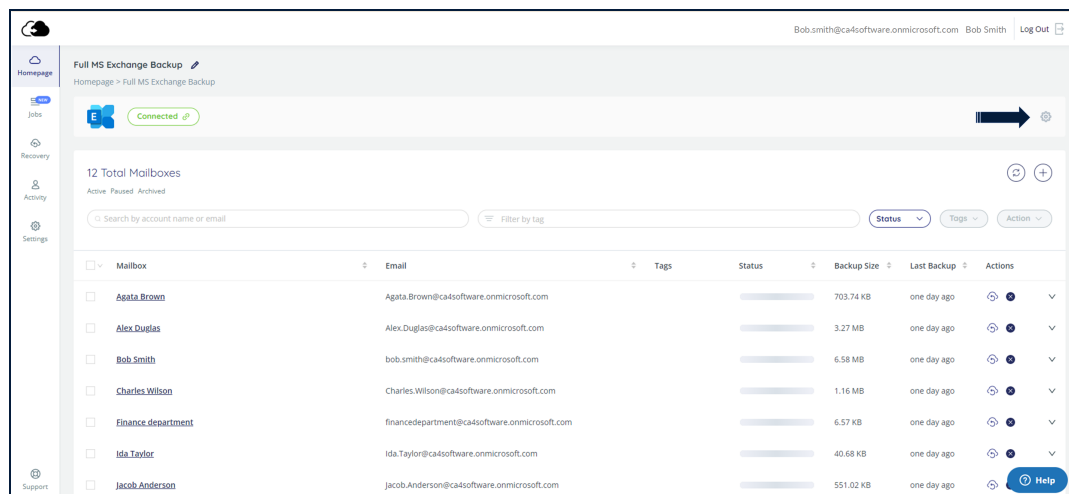 Bob.smith@ca4software.onmicrosoft.com Bob Smith Log Out
Homepage
NEW
Jobs
Recovery
Activity
Settings
Support
Full MS Exchange Backup
Homepage > Full MS Exchange Backup
E Connected
12 Total Mailboxes
Active Paused Archived
Search by account name or email Filter by tag Status Tags Action
Mailbox Email Tags Status Backup Size Last Backup Actions
Agata Brown Agata.Brown@ca4software.onmicrosoft.com 703.74 KB one day ago
Alex Duglas Alex.Duglas@ca4software.onmicrosoft.com 3.27 MB one day ago
Bob Smith bob.smith@ca4software.onmicrosoft.com 6.58 MB one day ago
Charles Wilson Charles.Wilson@ca4software.onmicrosoft.com 1.16 MB one day ago
Finance department financedepartment@ca4software.onmicrosoft.com 6.57 KB one day ago
Ida Taylor Ida.Taylor@ca4software.onmicrosoft.com 40.68 KB one day ago
Jacob Anderson Jacob.Anderson@ca4software.onmicrosoft.com 551.02 KB one day ago
Help